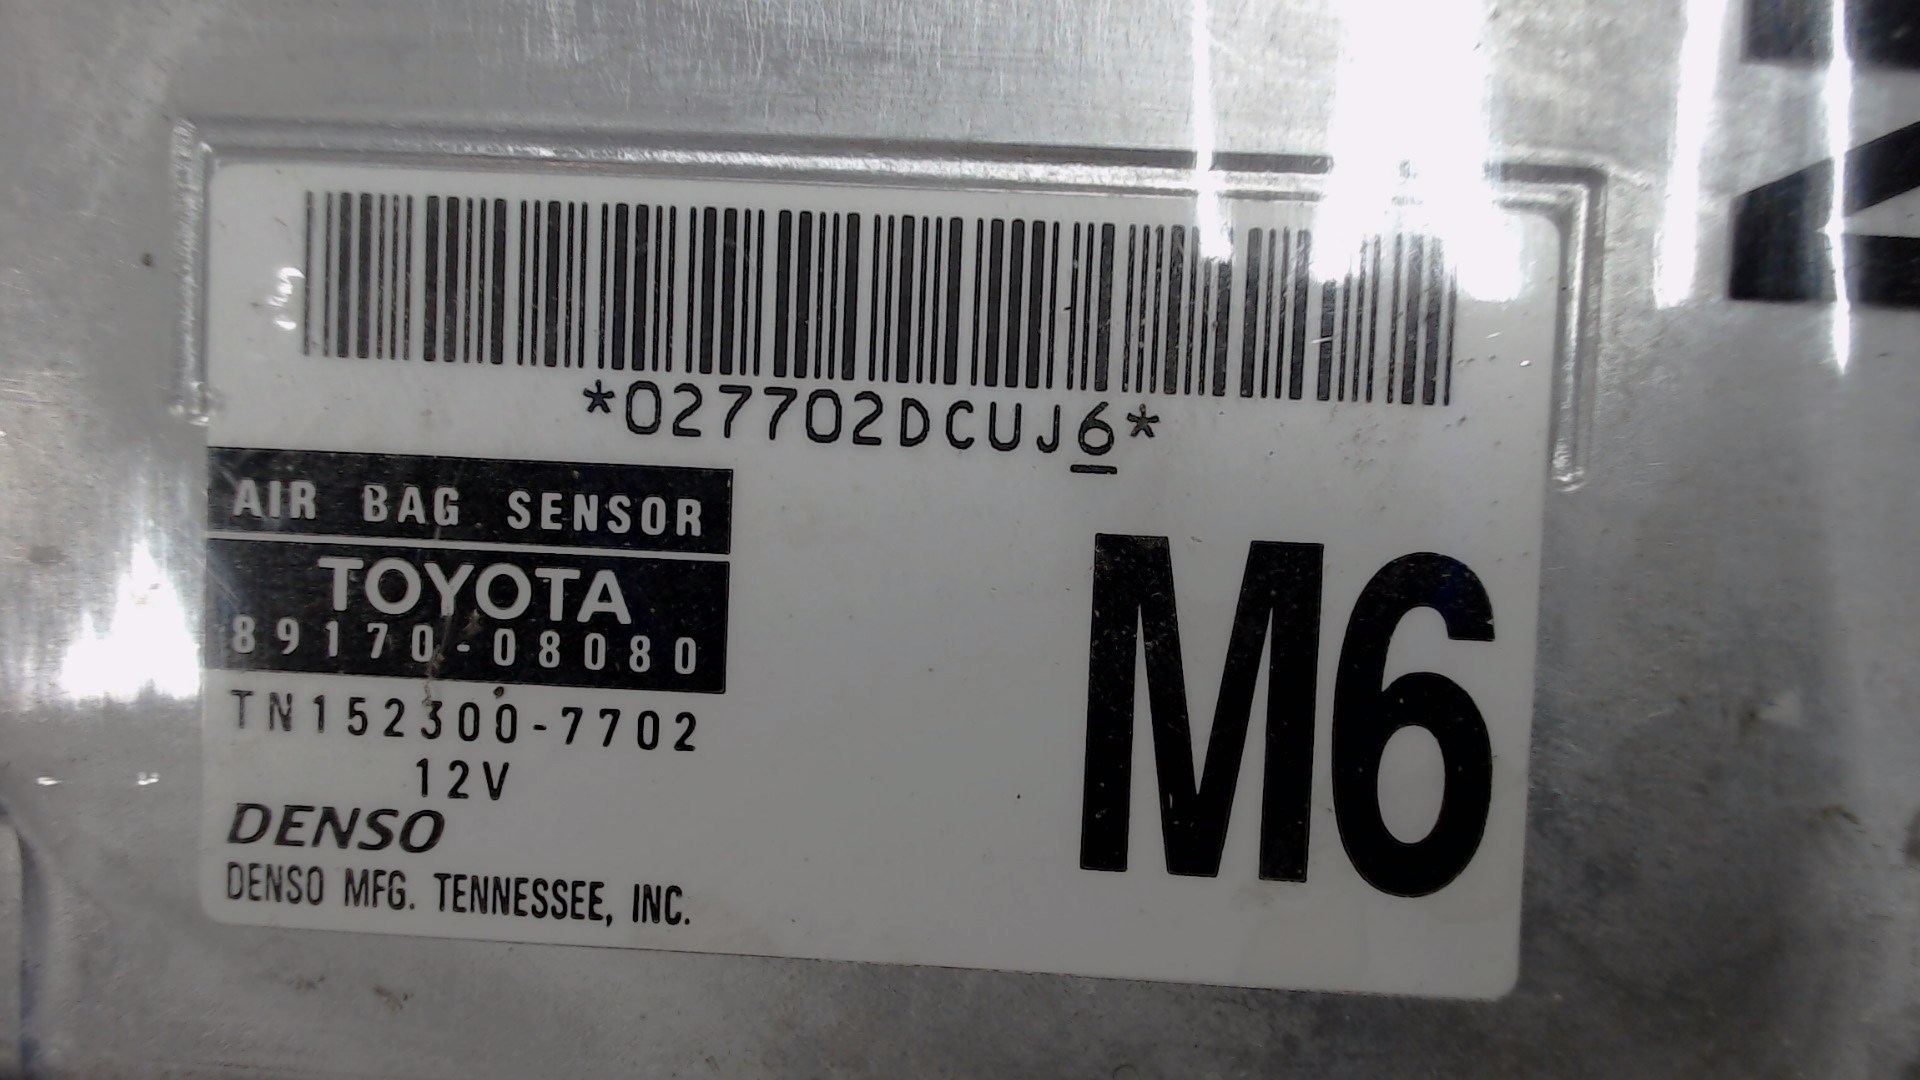 *027702DCUJ6*
AIR BAG SENSOR
TOYOTA
89170-08080
TN152300-7702
12V
DENSO
DENSO MFG. TENNESSEE, INC.
M6